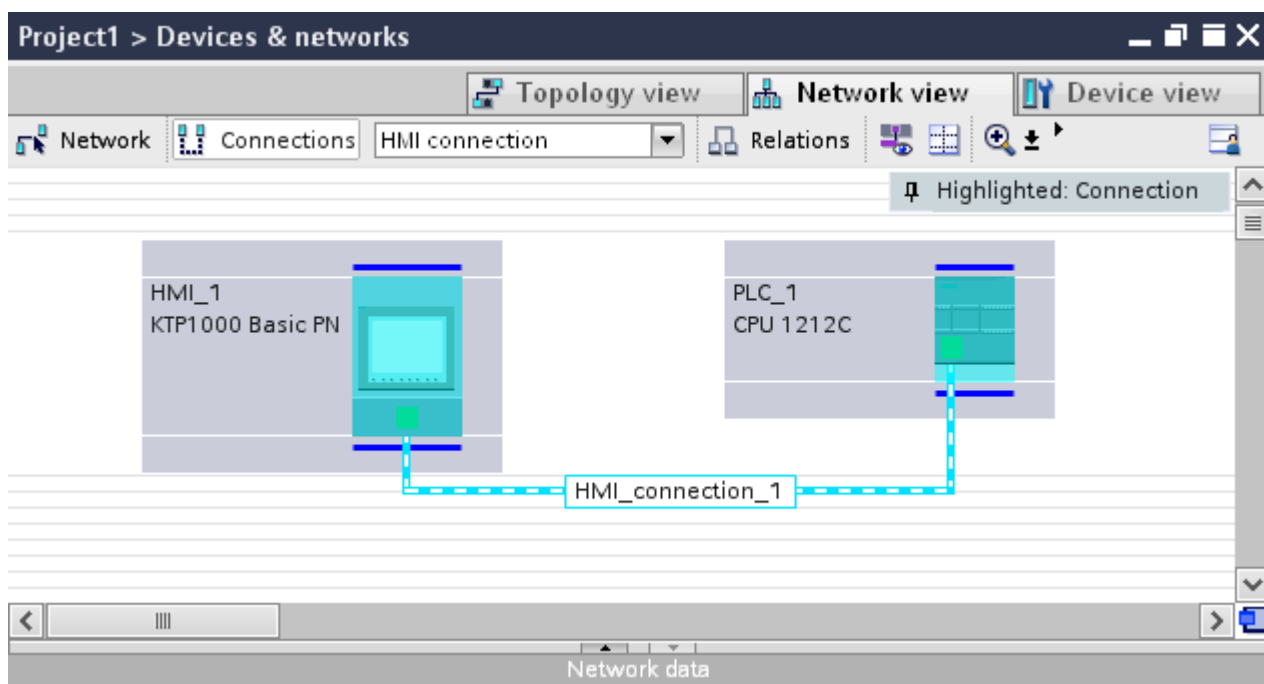 Project1 > Devices & networks
Topology view Network view Device view
Network Connections HMI connection Relations
Highlighted: Connection
HMI_1
KTP1000 Basic PN
PLC_1
CPU 1212C
HMI_connection_1
Network data